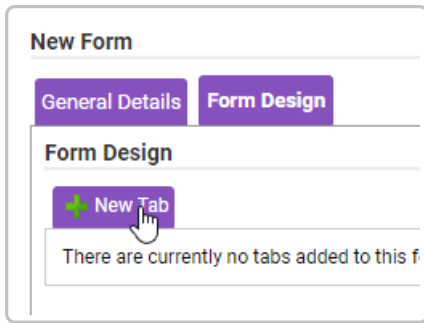 New Form
General Details Form Design
Form Design
New Tab
There are currently no tabs added to this f